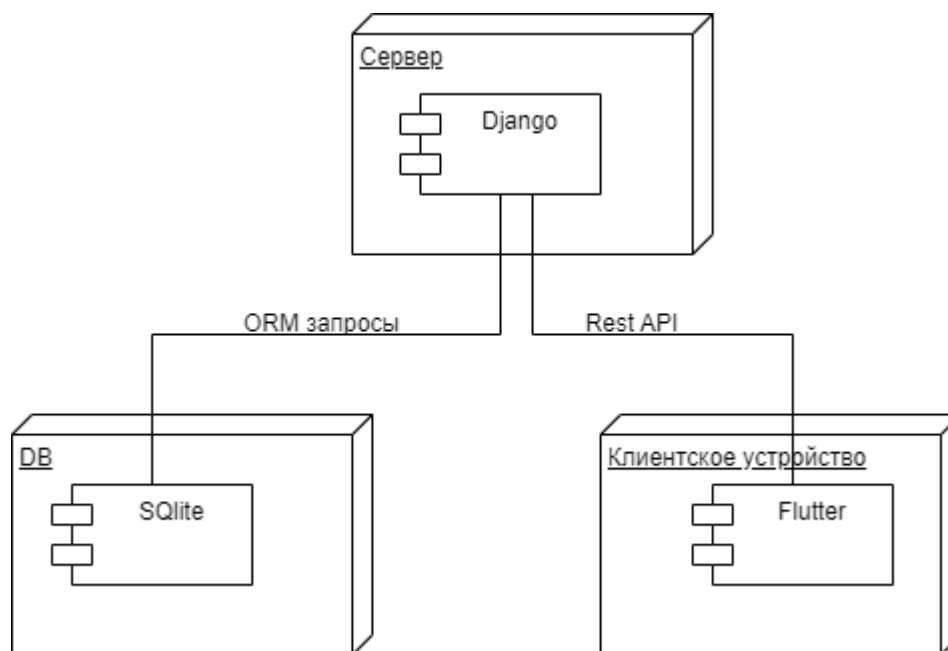 Сервер
Django
ORM запросы
Rest API
DB
SQlite
Клиентское устройство
Flutter